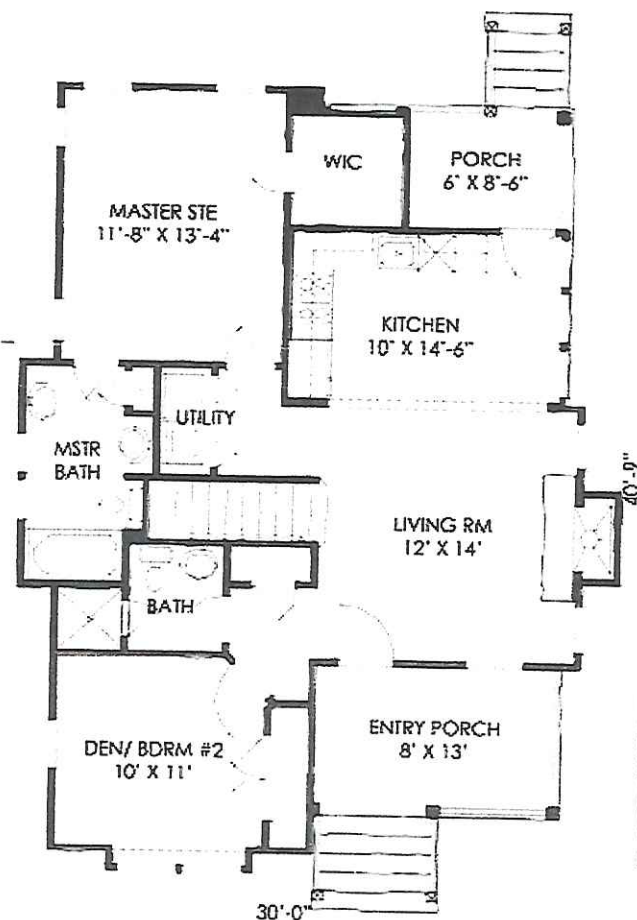 WIC
PORCH
6' X 8'-6"
MASTER STE
11'-8" X 13'-4"
KITCHEN
10' X 14'-6"
UTILITY
MSTR
BATH
40'-9"
LIVING RM
12' X 14'
BATH
ENTRY PORCH
8' X 13'
DEN/ BDRM #2
10' X 11'
30'-0"